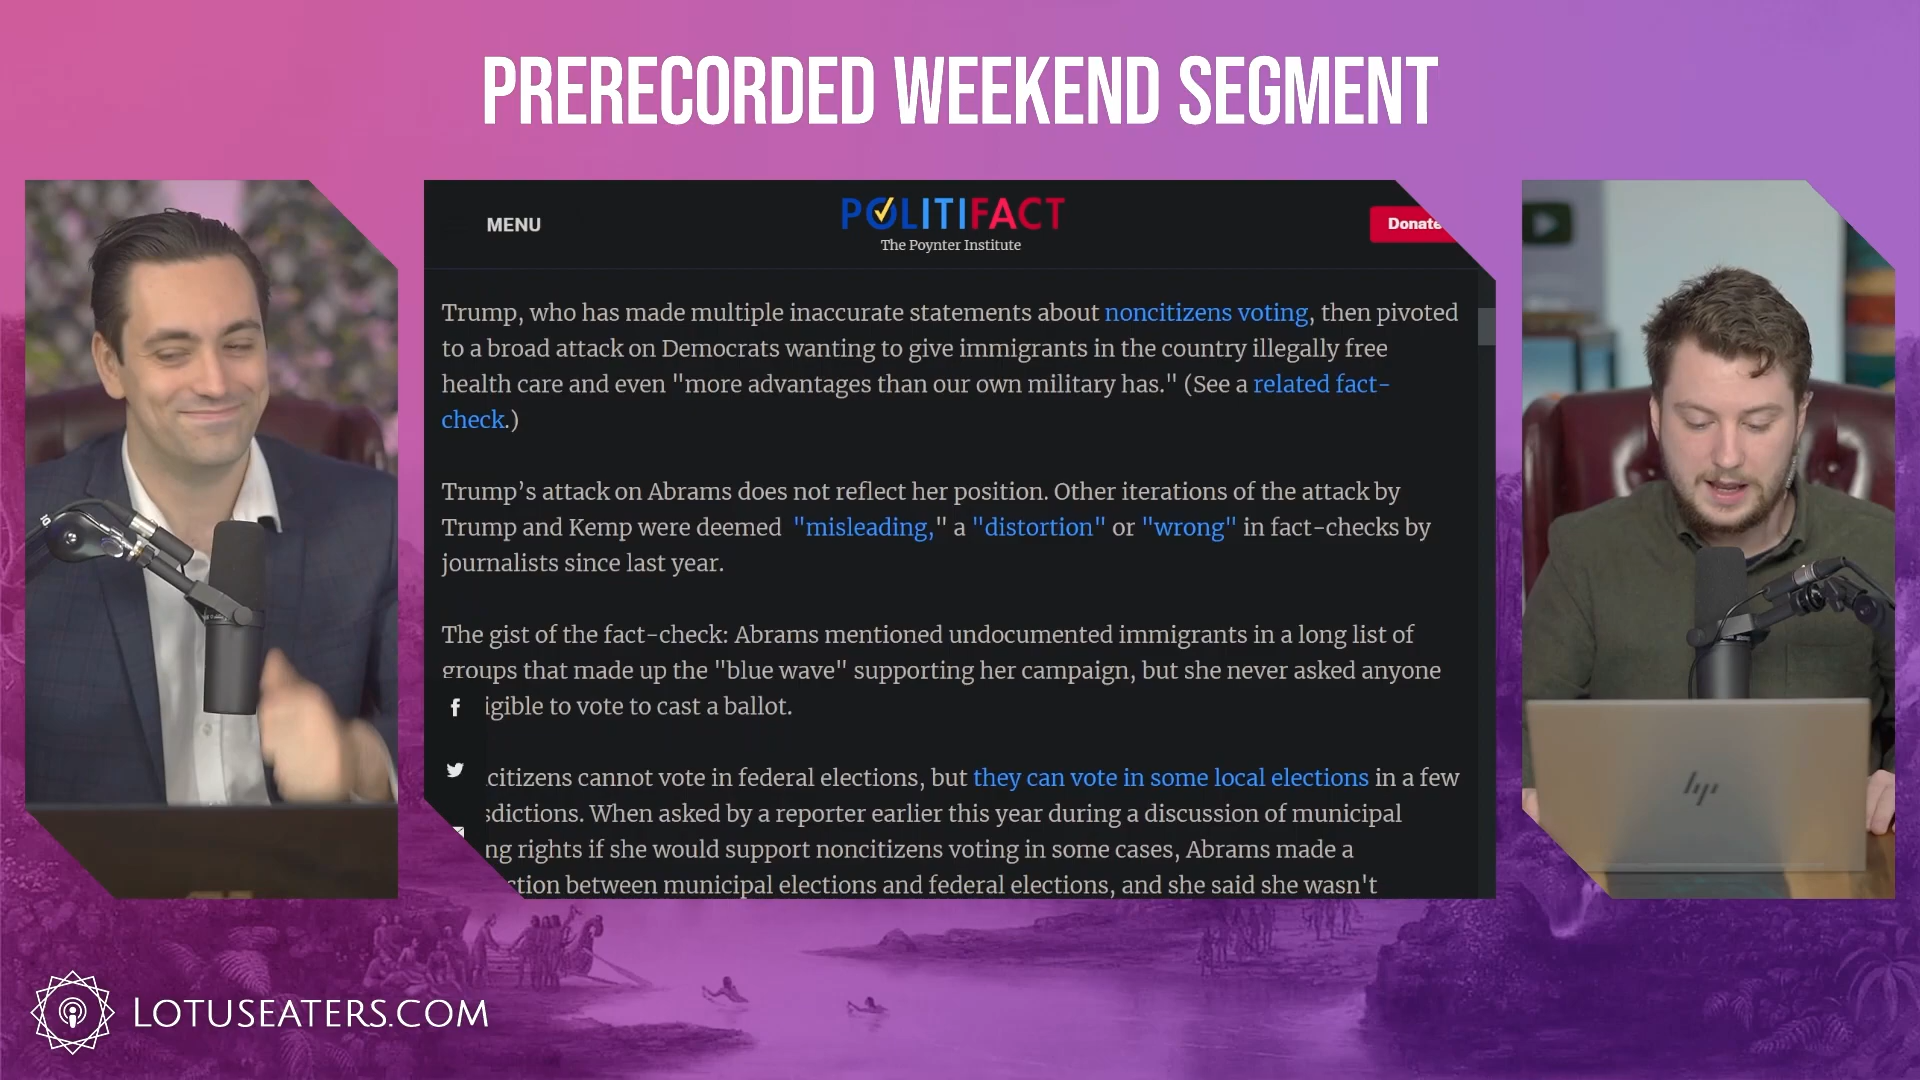 PRERECORDED WEEKEND SEGMENT
MENU
POLITIFACT
The Poynter Institute
Donate
Trump, who has made multiple inaccurate statements about noncitizens voting, then pivoted
to a broad attack on Democrats wanting to give immigrants in the country illegally free
health care and even "more advantages than our own military has." (See a related fact-
check.)
Trump’s attack on Abrams does not reflect her position. Other iterations of the attack by
Trump and Kemp were deemed "misleading," a "distortion" or "wrong" in fact-checks by
journalists since last year.
The gist of the fact-check: Abrams mentioned undocumented immigrants in a long list of
groups that made up the "blue wave" supporting her campaign, but she never asked anyone
igible to vote to cast a ballot.
citizens cannot vote in federal elections, but they can vote in some local elections in a few
sdictions. When asked by a reporter earlier this year during a discussion of municipal
ng rights if she would support noncitizens voting in some cases, Abrams made a
ction between municipal elections and federal elections, and she said she wasn't
hp
LOTUSEATERS.COM